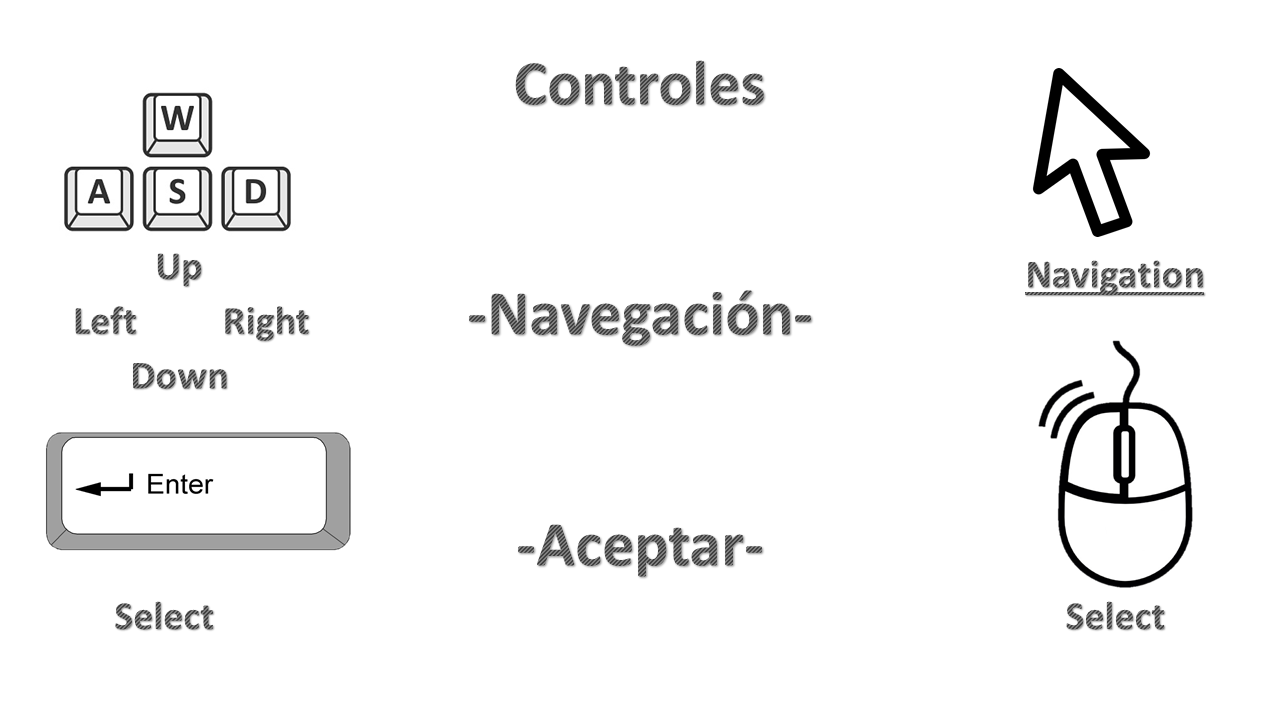 Controles
W
A S D
Up
Left Right
Down
Navigation
-Navegación-
Enter
-Aceptar-
Select
Select